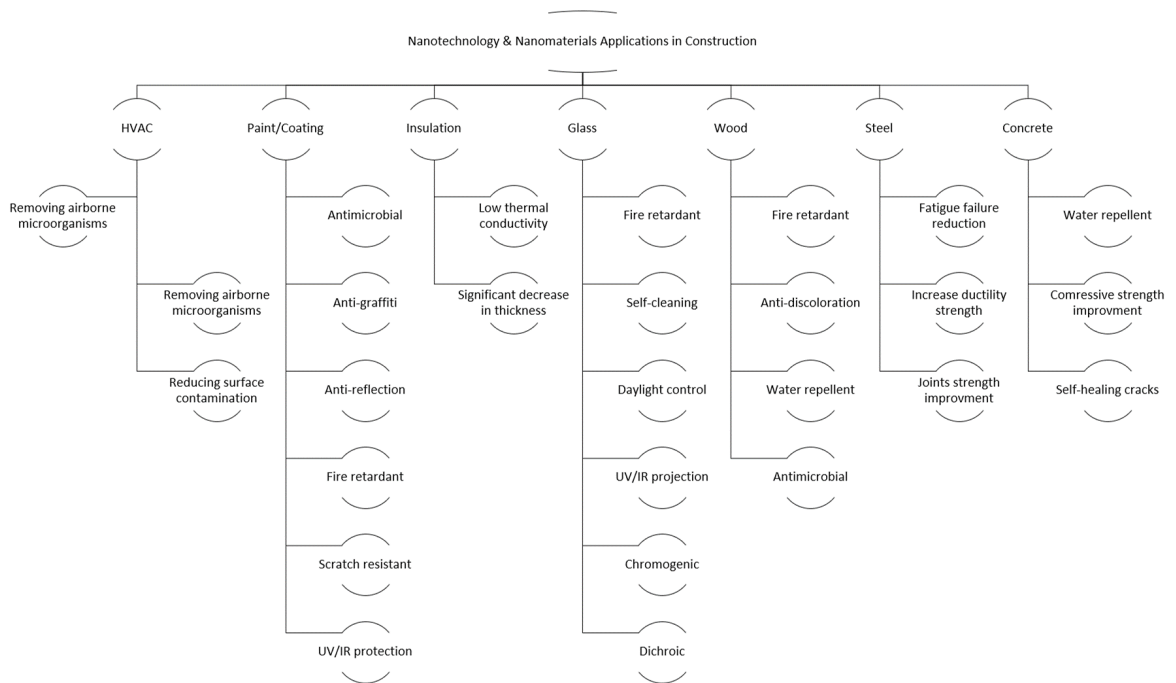 Nanotechnology & Nanomaterials Applications in Construction
HVAC
Paint/Coating
Insulation
Glass
Wood
Steel
Concrete
Removing airborne
microorganisms
Removing airborne
microorganisms
Reducing surface
contamination
Antimicrobial
Anti-graffiti
Anti-reflection
Fire retardant
Scratch resistant
UV/IR protection
Low thermal
conductivity
Significant decrease
in thickness
Fire retardant
Self-cleaning
Daylight control
UV/IR projection
Chromogenic
Dichroic
Fire retardant
Anti-discoloration
Water repellent
Antimicrobial
Fatigue failure
reduction
Increase ductility
strength
Joints strength
improvment
Water repellent
Comressive strength
improvment
Self-healing cracks